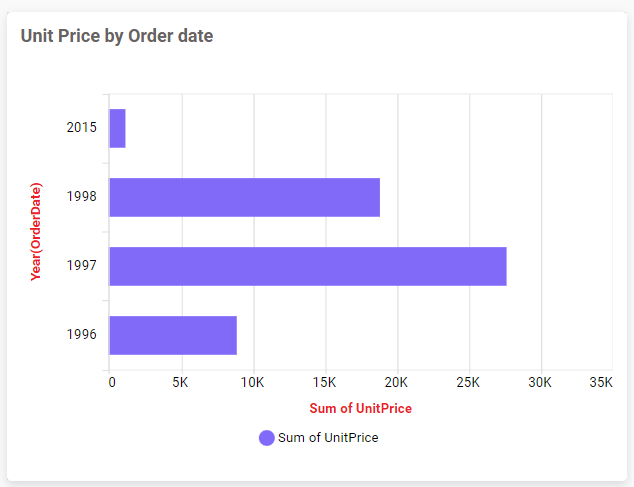 Unit Price by Order date
2015
1998
1997
1996
Year(OrderDate)
0 5K 10K 15K 20K 25K 30K 35K
Sum of UnitPrice
Sum of UnitPrice